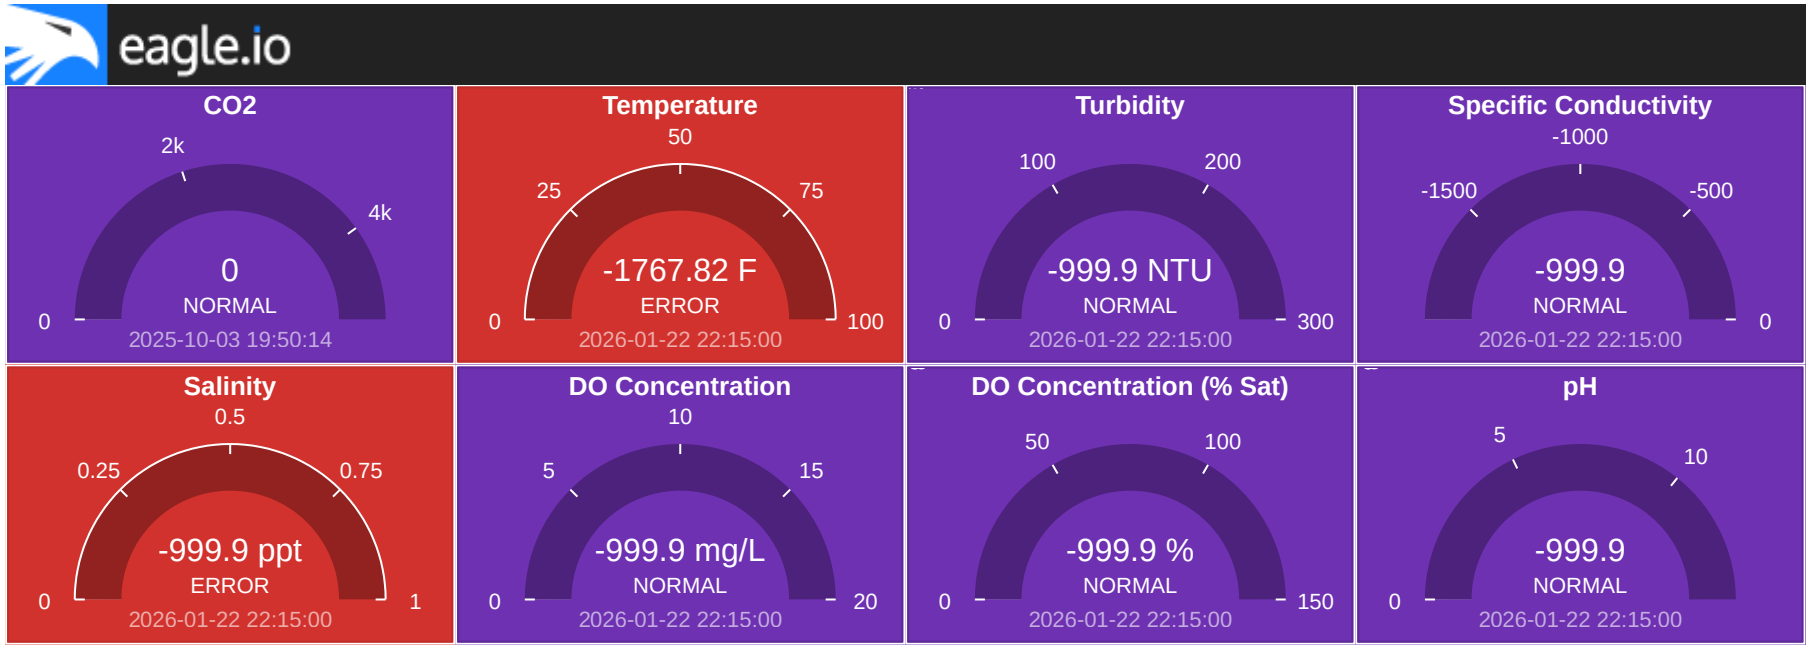 eagle.io
CO2
2k
4k
0
NORMAL
0
2025-10-03 19:50:14
Temperature
50
25
75
-1767.82 F
ERROR
0
100
2026-01-22 22:15:00
Turbidity
100
200
-999.9 NTU
NORMAL
0
300
2026-01-22 22:15:00
Specific Conductivity
-1000
-1500
-500
-999.9
NORMAL
0
2026-01-22 22:15:00
Salinity
0.5
0.25
0.75
-999.9 ppt
ERROR
0
1
2026-01-22 22:15:00
DO Concentration
10
5
15
-999.9 mg/L
NORMAL
0
20
2026-01-22 22:15:00
DO Concentration (% Sat)
50
100
-999.9 %
NORMAL
0
150
2026-01-22 22:15:00
pH
5
10
-999.9
NORMAL
0
2026-01-22 22:15:00